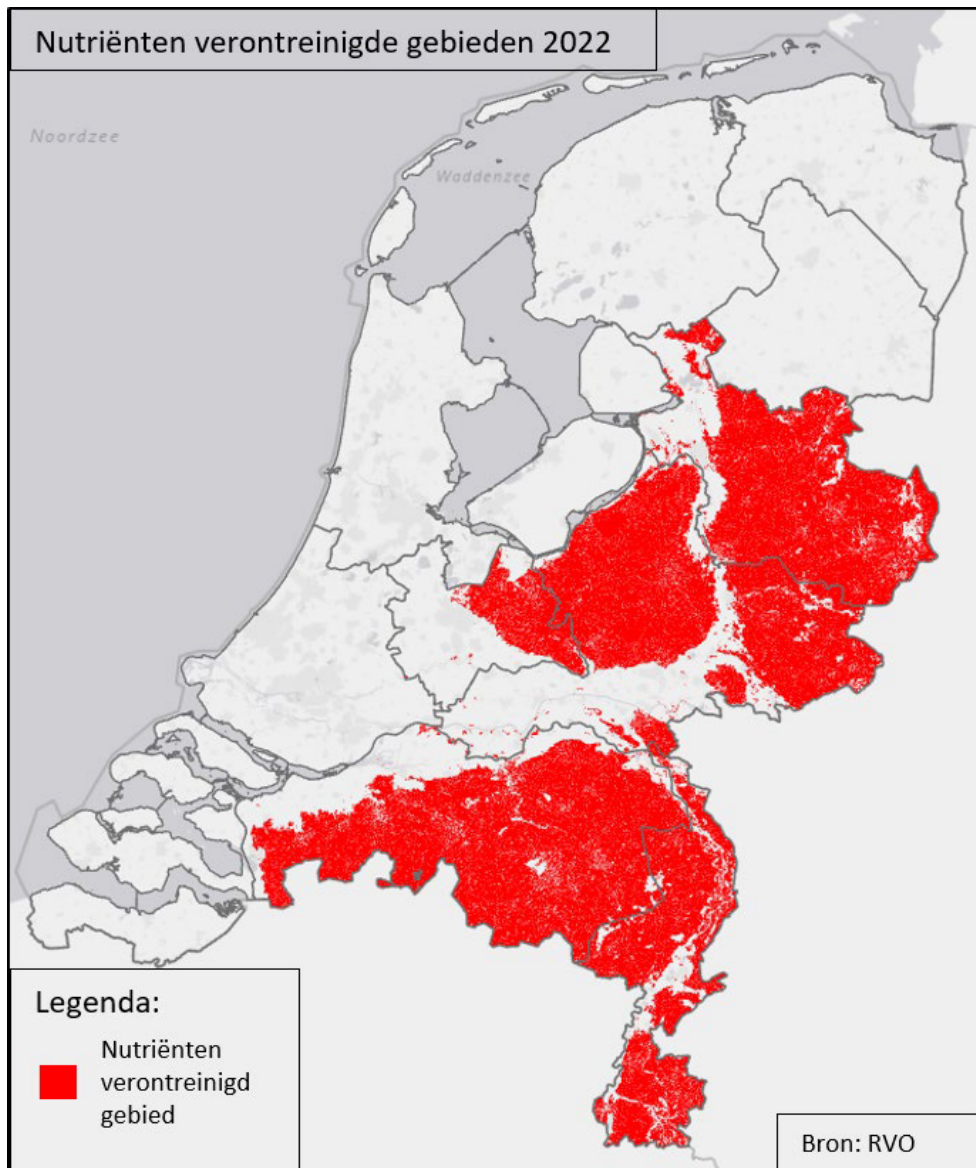 Nutriënten verontreinigde gebieden 2022
Noordzee
Waddenzee
Legenda:
Nutriënten
verontreinigd
gebied
Bron: RVO